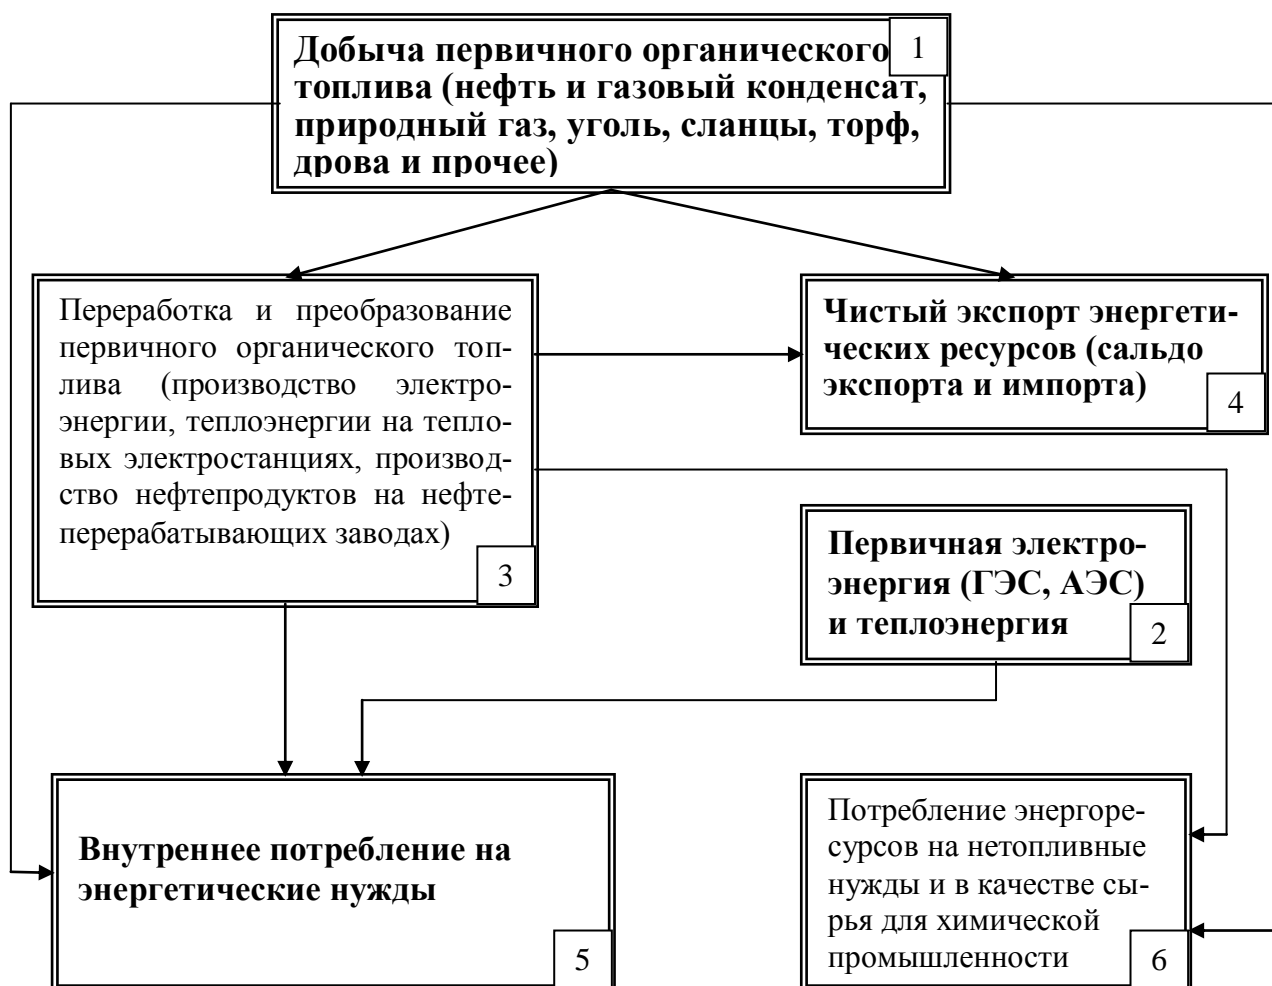 Добыча первичного органического
топлива (нефть и газовый конденсат,
природный газ, уголь, сланцы, торф,
дрова и прочее)
1
Переработка и преобразование
первичного органического топ-
лива (производство электро-
энергии, теплоэнергии на тепло-
вых электростанциях, производ-
ство нефтепродуктов на нефте-
перерабатывающих заводах)
3
Чистый экспорт энергети-
ческих ресурсов (сальдо
экспорта и импорта)
4
Первичная электро-
энергия (ГЭС, АЭС)
и теплоэнергия
2
Внутреннее потребление на
энергетические нужды
5
Потребление энергоре-
сурсов на нетопливные
нужды и в качестве сы-
рья для химической
промышленности
6